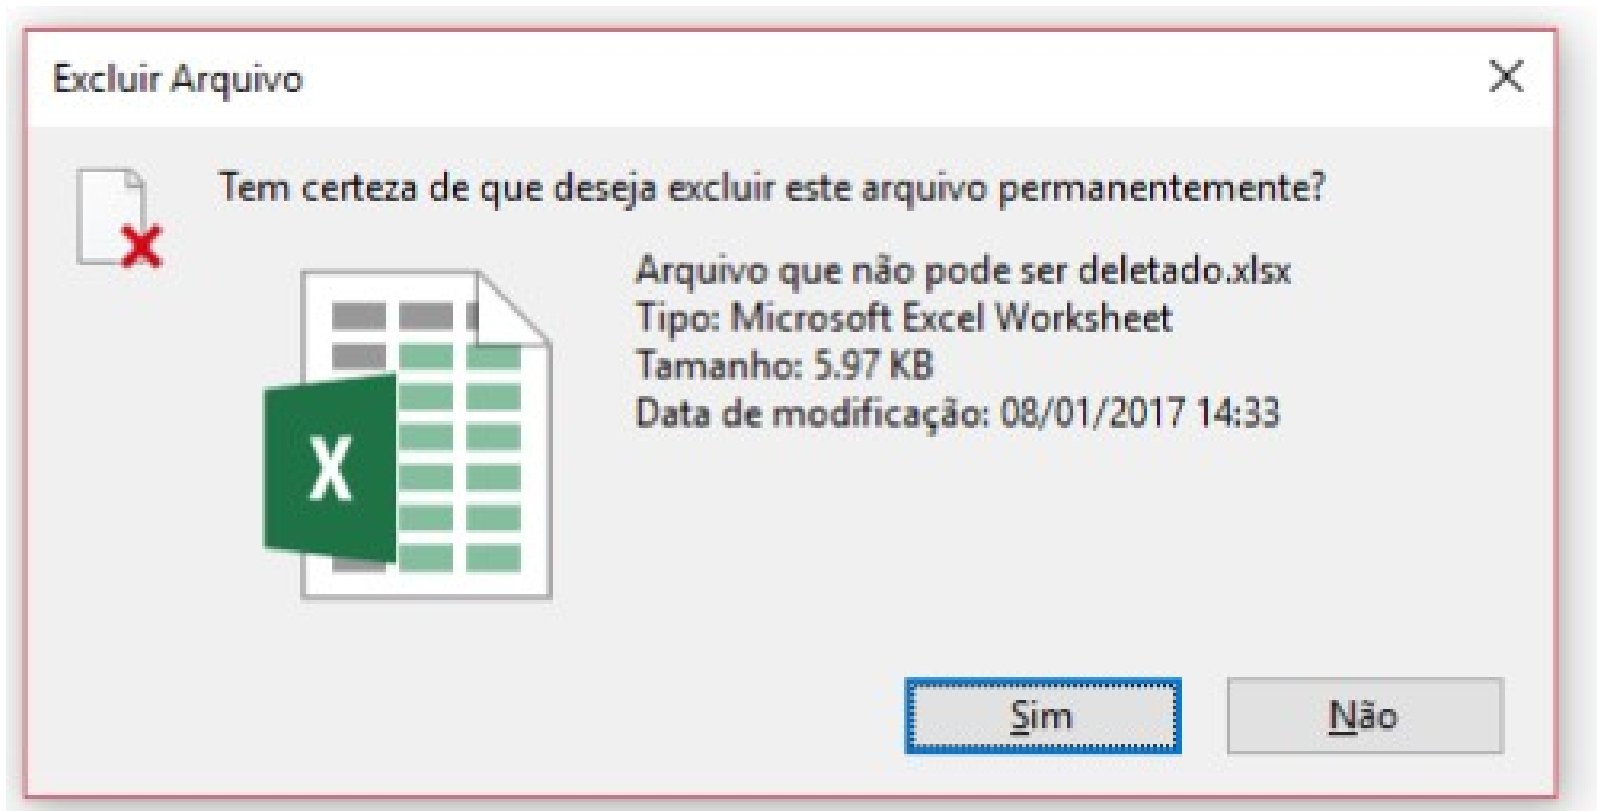 Excluir Arquivo
Tem certeza de que deseja excluir este arquivo permanentemente?
Arquivo que não pode ser deletado.xlsx
Tipo: Microsoft Excel Worksheet
Tamanho: 5.97 KB
Data de modificação: 08/01/2017 14:33
X
Sim
Não